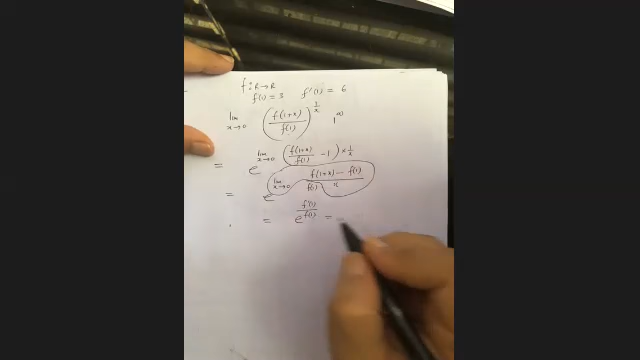 f: R → R
f(1) = 3 f'(1) = 6
lim x→0 (f(1+x)/f(1))^(1/x) 1^∞
= e^(lim x→0 (f(1+x)/f(1) - 1) × 1/x)
= e^(lim x→0 (f(1+x) - f(1))/(f(1) x))
= e^(f'(1)/f(1)) =